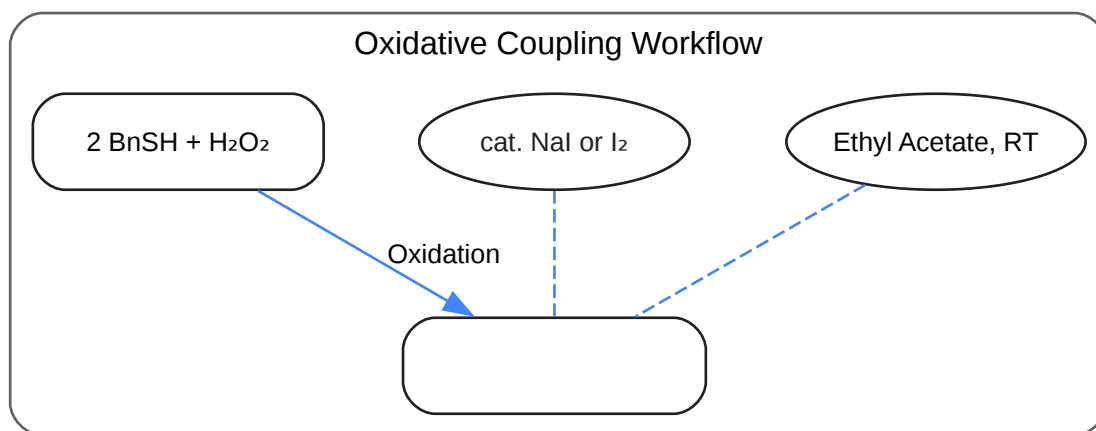 Oxidative Coupling Workflow
2 BnSH + H₂O₂
cat. NaI or I₂
Ethyl Acetate, RT
Oxidation